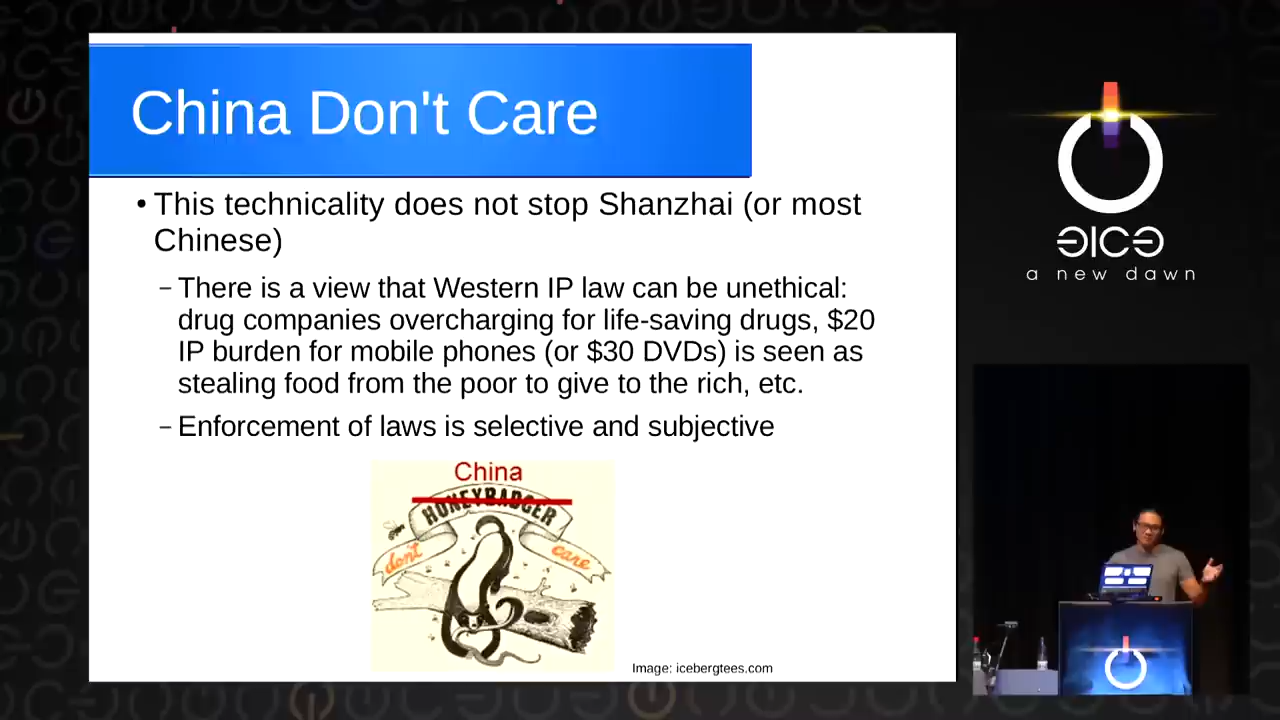 China Don't Care
• This technicality does not stop Shanzhai (or most
Chinese)
– There is a view that Western IP law can be unethical:
drug companies overcharging for life-saving drugs, $20
IP burden for mobile phones (or $30 DVDs) is seen as
stealing food from the poor to give to the rich, etc.
– Enforcement of laws is selective and subjective
China
HONEYBADGER
don't
care
Image: icebergtees.com
a new dawn